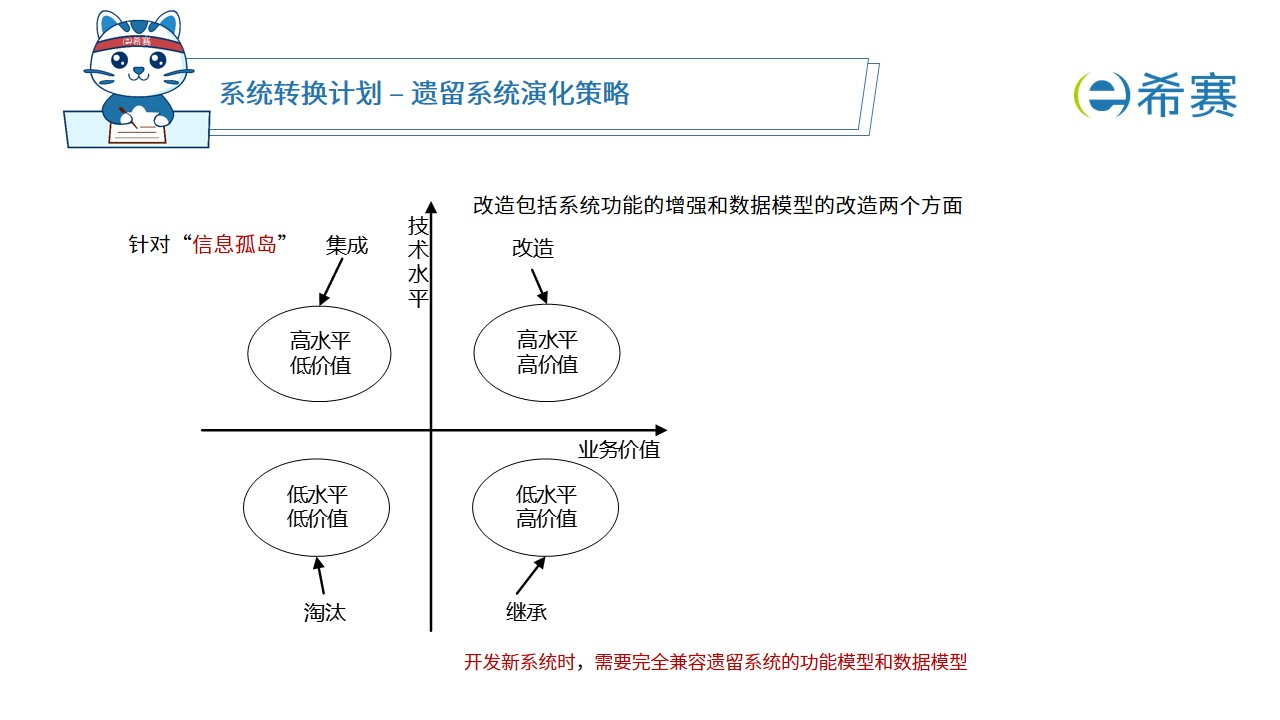 希赛
系统转换计划 – 遗留系统演化策略
希赛
改造包括系统功能的增强和数据模型的改造两个方面
针对“信息孤岛”
集成
技术水平
改造
高水平
低价值
高水平
高价值
业务价值
低水平
低价值
低水平
高价值
淘汰
继承
开发新系统时，需要完全兼容遗留系统的功能模型和数据模型